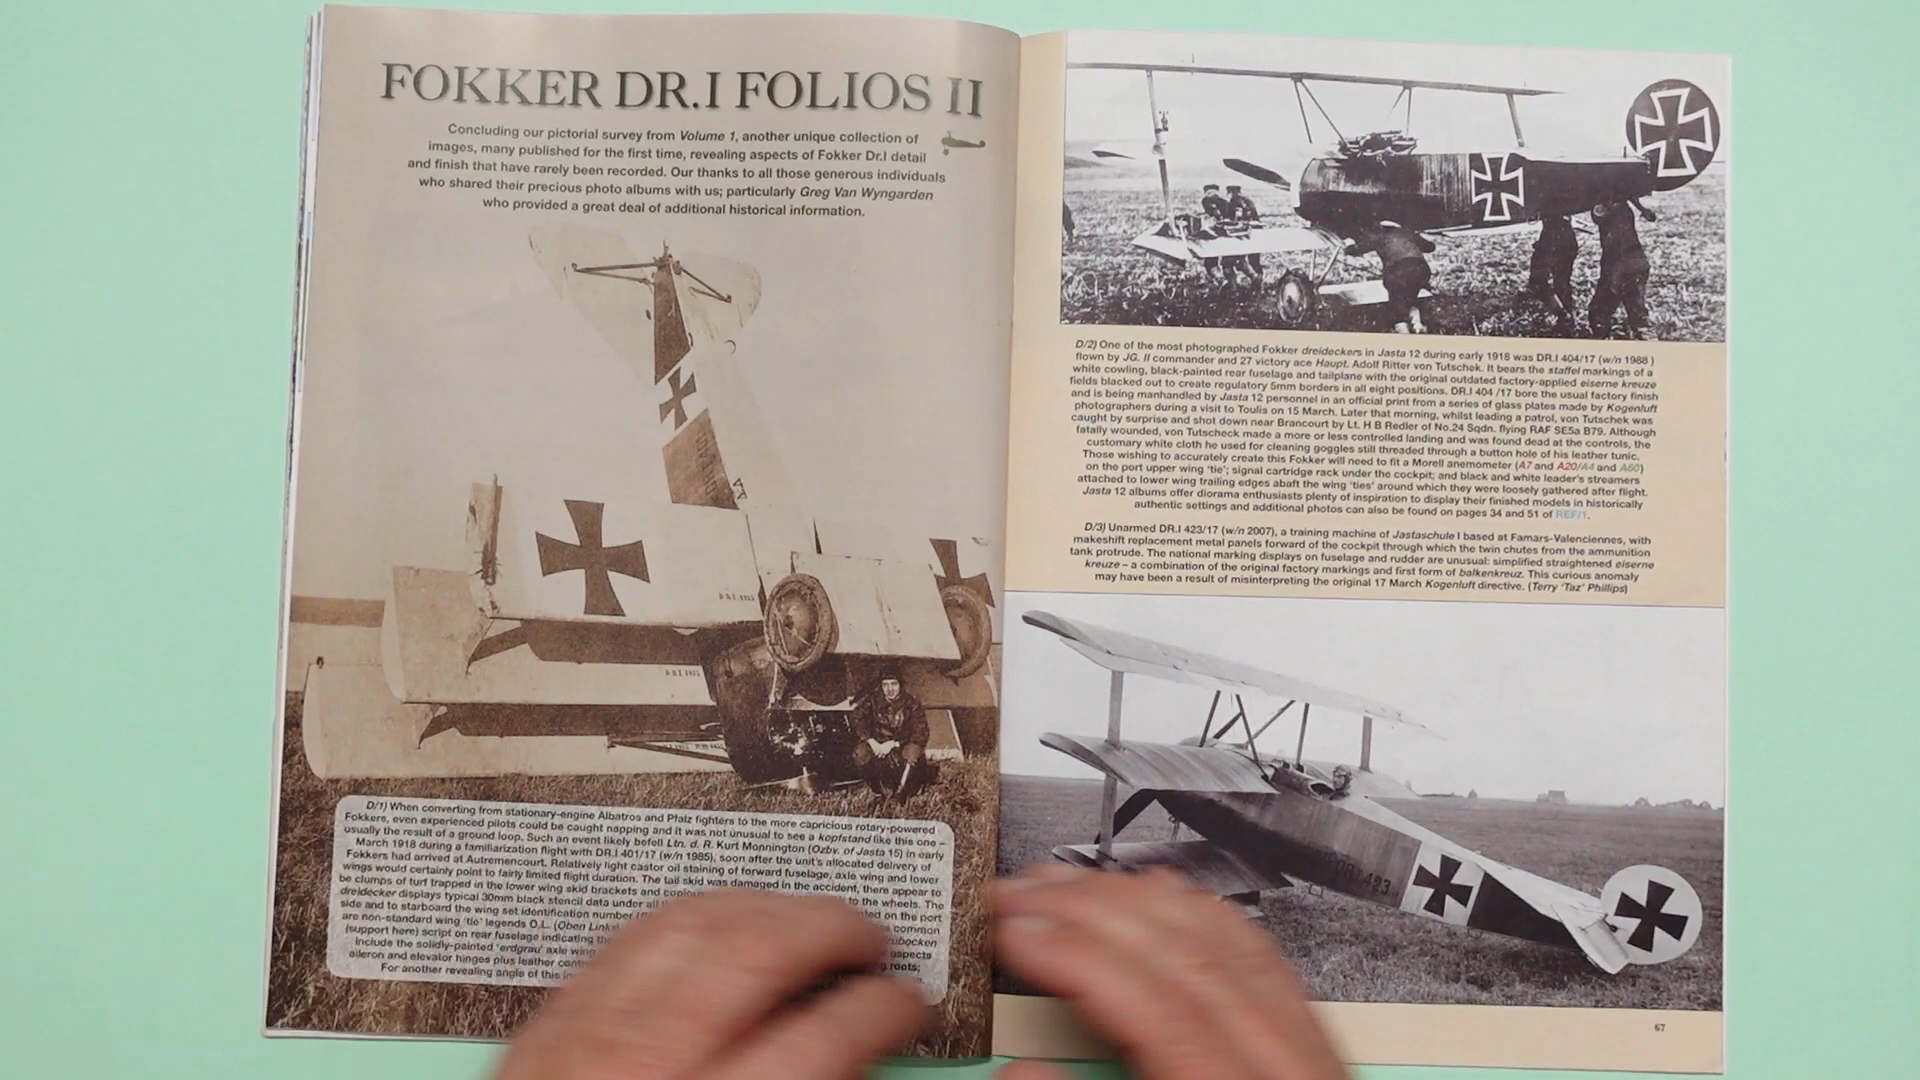 FOKKER DR.I FOLIOS II
Concluding our pictorial survey from Volume 1, another unique collection of
images, many published for the first time, revealing aspects of Fokker Dr.I detail
and finish that have rarely been recorded. Our thanks to all those generous individuals
who shared their precious photo albums with us; particularly Greg Van Wyngarden
who provided a great deal of additional historical information.
D/1) When converting from stationary-engine Albatros and Pfalz fighters to the more capricious rotary-powered
Fokkers, even experienced pilots could be caught napping and it was not unusual to see a kopfstand like this one –
usually the result of a ground loop. Such an event likely befell Ltn. d. R. Kurt Monnington (Ozbv. of Jasta 15) in early
March 1918 during a familiarization flight with DR.I 401/17 (w/n 1985), soon after the unit's allocated delivery of
Fokkers had arrived at Autremencourt. Relatively light castor oil staining of forward fuselage, axle wing and lower
wings would certainly point to fairly limited flight duration. The tail skid was damaged in the accident, there appear to
be clumps of turf trapped in the lower wing skid brackets and to the wheels. The
dreidecker displays typical 30mm black stencil data under all on the port
side and to starboard the wing set identification number common
are non-standard wing 'tie' legends O.L. (Oben
(support here) script on rear fuselage indicating
include the solidly-painted 'erdgrau' axle aspects
aileron and elevator hinges plus leather roots;
For another revealing angle of this
D/2) One of the most photographed Fokker dreideckers in Jasta 12 during early 1918 was DR.I 404/17 (w/n 1988 )
flown by JG. II commander and 27 victory ace Haupt. Adolf Ritter von Tutschek. It bears the staffel markings of a
white cowling, black-painted rear fuselage and tailplane with the original outdated factory-applied eiserne kreuze
fields blacked out to create regulatory 5mm borders in all eight positions. DR.I 404 /17 bore the usual factory finish
and is being manhandled by Jasta 12 personnel in an official print from a series of glass plates made by Kogenluft
photographers during a visit to Toulis on 15 March. Later that morning, whilst leading a patrol, von Tutschek was
caught by surprise and shot down near Brancourt by Lt. H B Redler of No.24 Sqdn. flying RAF SE5a B79. Although
fatally wounded, von Tutscheck made a more or less controlled landing and was found dead at the controls, the
customary white cloth he used for cleaning goggles still threaded through a button hole of his leather tunic.
Those wishing to accurately create this Fokker will need to fit a Morell anemometer (A7 and A20/A4 and A60)
on the port upper wing 'tie'; signal cartridge rack under the cockpit; and black and white leader's streamers
attached to lower wing trailing edges abaft the wing 'ties' around which they were loosely gathered after flight.
Jasta 12 albums offer diorama enthusiasts plenty of inspiration to display their finished models in historically
authentic settings and additional photos can also be found on pages 34 and 51 of REF/1.
D/3) Unarmed DR.I 423/17 (w/n 2007), a training machine of Jastaschule I based at Famars-Valenciennes, with
makeshift replacement metal panels forward of the cockpit through which the twin chutes from the ammunition
tank protrude. The national marking displays on fuselage and rudder are unusual: simplified straightened eiserne
kreuze – a combination of the original factory markings and first form of balkenkreuz. This curious anomaly
may have been a result of misinterpreting the original 17 March Kogenluft directive. (Terry 'Taz' Phillips)
67